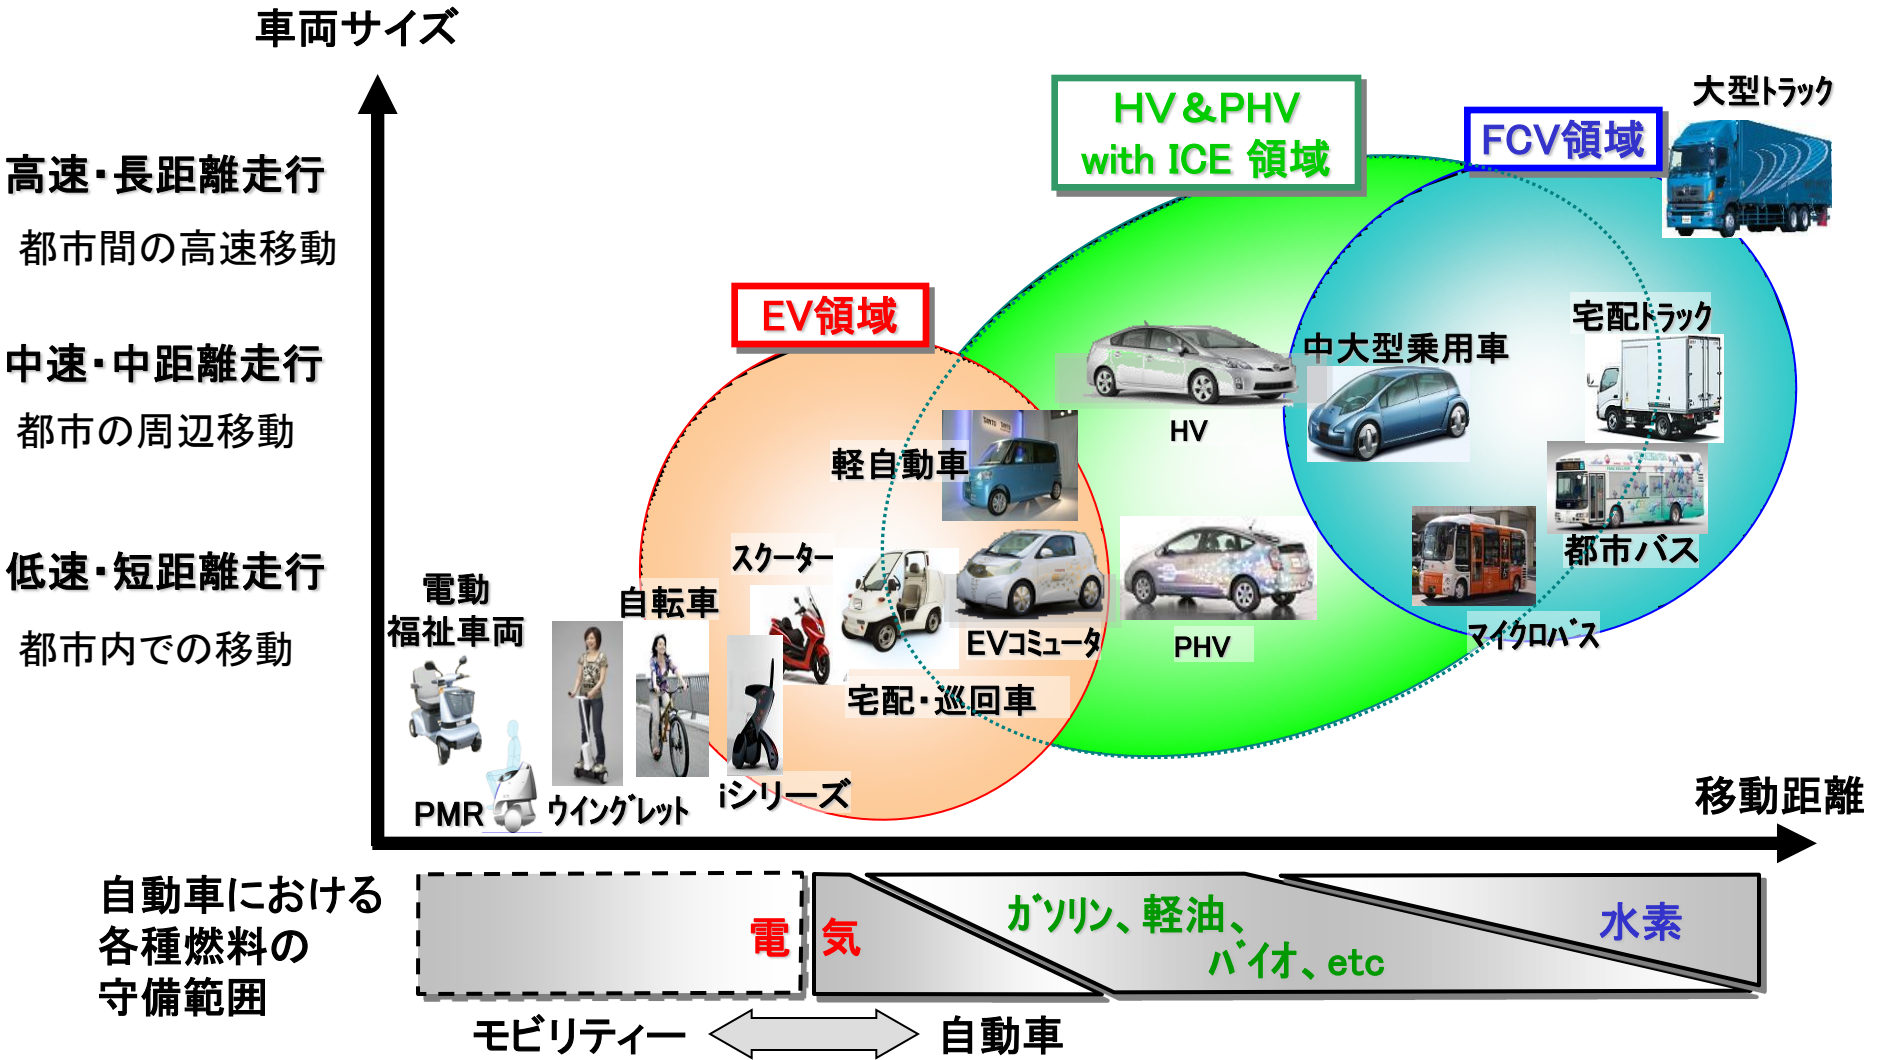 車両サイズ
高速・長距離走行
都市間の高速移動
中速・中距離走行
都市の周辺移動
低速・短距離走行
都市内での移動
HV&PHV
with ICE 領域
FCV領域
EV領域
大型トラック
宅配トラック
中大型乗用車
HV
軽自動車
都市バス
マイクロバス
スクーター
EVコミュータ
PHV
宅配・巡回車
自転車
電動
福祉車両
iシリーズ
ウイングレット
PMR
移動距離
自動車における
各種燃料の
守備範囲
電気
ガソリン、軽油、
バイオ、etc
水素
モビリティー
自動車